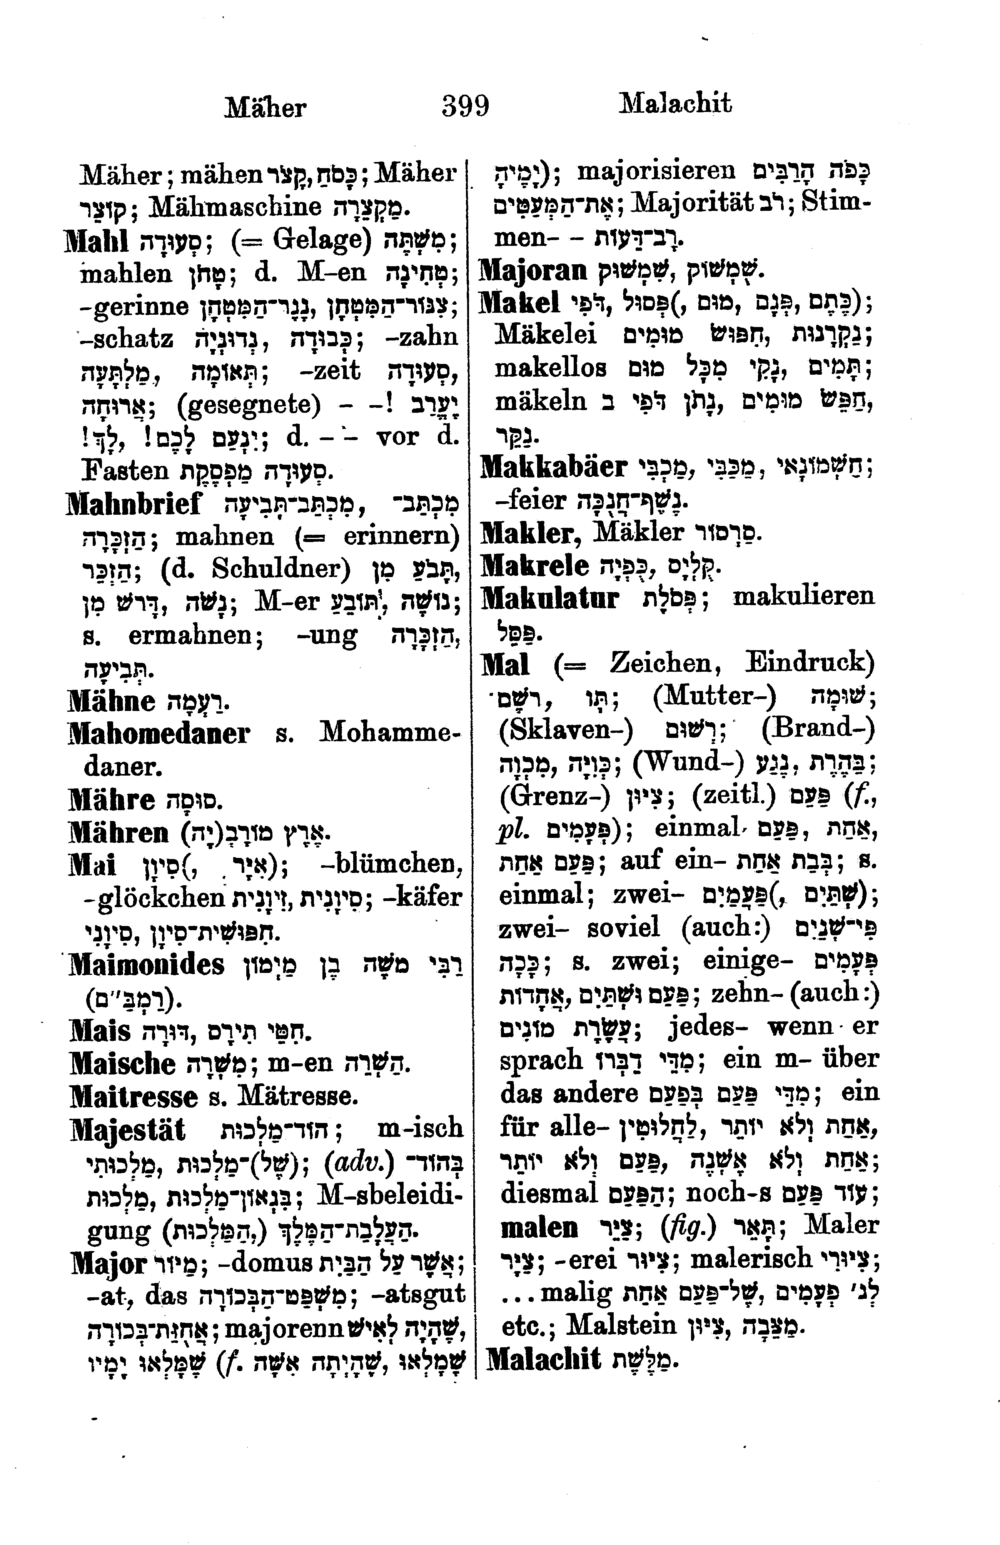 Mäher 399 Malachit
Mäher; mähen קָצֹר, כָּסֹחַ; Mäher
קוֹצֵר; Mähmaschine מַקְצֵרָה.
Mahl סְעוּדָה; (= Gelage) מִשְׁתֶּה;
mahlen טָחֹן; d. M-en טְחִינָה;
-gerinne צִנּוֹר־הַמִּטְחָן, נְגַר־הַמִּטְחָן;
-schatz כְּבוּדָּה, נְדוּנְיָה; -zahn
מַלְתָּעָה, תְּאוֹמָה; -zeit סְעוּדָה,
אֲרוּחָה; (gesegnete) - -! יֶעֱרַב
לָךְ!, יִנְעַם לָכֶם!; d. - - vor d.
Fasten סְעוּדָה מַפְסֶקֶת.
Mahnbrief מִכְתַּב־תְּבִיעָה, מִכְתַּב־
הַזְכָּרָה; mahnen (= erinnern)
הַזְכֵּר; (d. Schuldner) תָּבֹעַ מִן,
דָּרֹשׁ מִן, נָשֹׁה; M-er תּוֹבֵעַ, נוֹשֶׁה;
s. ermahnen; -ung הַזְכָּרָה,
תְּבִיעָה.
Mähne רַעְמָה.
Mahomedaner s. Mohamme-
daner.
Mähre סוּסָה.
Mähren אֶרֶץ מוֹרָב(יָה).
Mai סִיוָן(, אִיָּר); -blümchen,
-glöckchen זִיוָנִית, סִיוָנִית; -käfer
חִפּוּשִׁית־סִיוָן, סִיוָנִי.
Maimonides רַבִּי משֶׁה בֶן מַיְמוֹן
(רַמְבַּ״ם).
Mais דּוּרָה, חִטֵּי תִירָס.
Maische מִשְׁרָה; m-en הַשְׁרֵה.
Maitresse s. Mätresse.
Majestät הוֹד־מַלְכוּת; m-isch
(שֶׁל)־מַלְכוּת, מַלְכוּתִי; (adv.) בְּהוֹד־
מַלְכוּת, בִּגְאוֹן־מַלְכוּת; M-sbeleidi-
gung הַעֲלָבַת־הַמֶּלֶךְ (הַמַּלְכוּת,).
Major מַיּוֹר; -domus אֲשֶׁר עַל הַבַּיִת;
-at, das מִשְׁפַּט־הַבְּכוֹרָה; -atsgut
אֲחֻזַּת־בְּכוֹרָה; majorenn שֶׁהָיָה לְאִישׁ,
שֶׁמָּלְאוּ יָמָיו (f. שֶׁהָיְתָה אִשָּׁה, שֶׁמָּלְאוּ
יָמֶיהָ); majorisieren כָּפֹה הָרַבִּים
אֶת־הַמְּעַטִּים; Majorität רֹב; Stim-
men- - רֹב־דֵּעוֹת.
Majoran שֻׁמְשׁוּק, שִׁמְשׁוּק.
Makel דֹּפִי, פְּסוּל(, מוּם, פְּגָם, כֶּתֶם);
Mäkelei חִפּוּשׂ מוּמִים, נַקְרָנוּת;
makellos תָּמִים, נָקִי מִכָּל מוּם;
mäkeln חַפֵּשׂ מוּמִים, נָתֹן דֹּפִי בּ,
נַקֵּר.
Makkabäer מַכְבִּי, מַכַּבִּי, חַשְׁמוֹנָאִי;
-feier נֶשֶׁף־חֲנֻכָּה.
Makler, Mäkler סַרְסוֹר.
Makrele כֻּפְיָה, קֻלְיָס.
Makulatur פְּסֹלֶת; makulieren
פַּסֵּל.
Mal (= Zeichen, Eindruck)
תָּו, רֹשֶׁם; (Mutter-) שׁוּמָה;
(Sklaven-) רְשׁוּם; (Brand-)
כְּוִיָּה, מִכְוָה; (Wund-) נֶגַע, בַּהֶרֶת;
(Grenz-) צִיּוּן; (zeitl.) פַּעַם (f.,
pl. פְּעָמִים); einmal פַּעַם, אַחַת,
פַּעַם אַחַת; auf ein- בְּבַת אַחַת; s.
einmal; zwei- פַּעֲמַיִם(, שְׁתַּיִם);
zwei- soviel (auch:) פִּי־שְׁנַיִם
כָּכָה; s. zwei; einige- פְּעָמִים
אֲחָדוֹת, פַּעַם וּשְׁתַּיִם; zehn- (auch:)
עֲשֶׂרֶת מוֹנִים; jedes- wenn er
sprach מִדֵּי דַבְּרוֹ; ein m- über
das andere מִדֵּי פַּעַם בְּפַעַם; ein
für alle- לַחֲלוּטִין, אַחַת וְלֹא יוֹתֵר,
אַחַת וְלֹא אֶשְׁנֶה, פַּעַם וְלֹא יוֹתֵר
diesmal הַפַּעַם; noch-s עוֹד פַּעַם;
malen צַיֵּר; (fig.) תָּאֵר; Maler
צַיָּר; -erei צִיּוּר; malerisch צִיּוּרִי;
...malig שֶׁל־פַּעַם אַחַת, לְג׳ פְּעָמִים,
etc.; Malstein מַצֵּבָה, צִיּוּן.
Malachit מַלֶּשֶׁת.